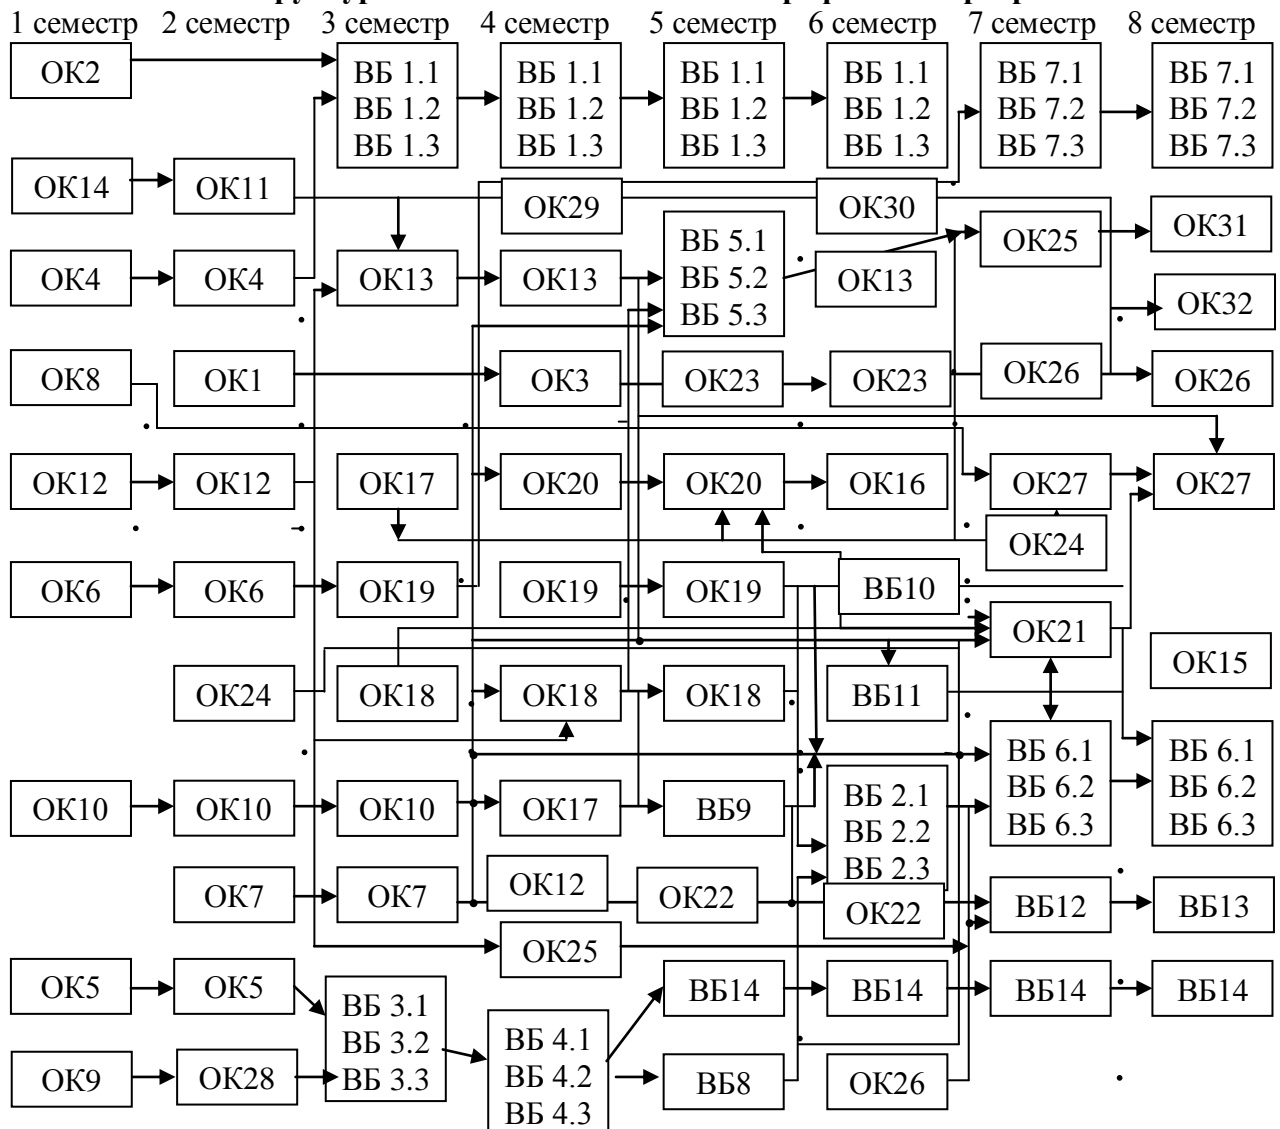 1 семестр 2 семестр 3 семестр 4 семестр 5 семестр 6 семестр 7 семестр 8 семестр
ОК2
ВБ 1.1
ВБ 1.2
ВБ 1.3
ВБ 1.1
ВБ 1.2
ВБ 1.3
ВБ 1.1
ВБ 1.2
ВБ 1.3
ВБ 1.1
ВБ 1.2
ВБ 1.3
ВБ 7.1
ВБ 7.2
ВБ 7.3
ВБ 7.1
ВБ 7.2
ВБ 7.3
ОК14
ОК11
ОК29
ОК30
ОК4
ОК4
ОК13
ОК13
ВБ 5.1
ВБ 5.2
ВБ 5.3
ОК13
ОК25
ОК31
ОК32
ОК8
ОК1
ОК3
ОК23
ОК23
ОК26
ОК26
ОК12
ОК12
ОК17
ОК20
ОК20
ОК16
ОК27
ОК27
ОК24
ОК6
ОК6
ОК19
ОК19
ОК19
ВБ10
ОК21
ОК15
ОК24
ОК18
ОК18
ОК18
ВБ11
ОК10
ОК10
ОК10
ОК17
ВБ9
ВБ 2.1
ВБ 2.2
ВБ 2.3
ВБ 6.1
ВБ 6.2
ВБ 6.3
ВБ 6.1
ВБ 6.2
ВБ 6.3
ОК7
ОК7
ОК12
ОК22
ОК22
ВБ12
ВБ13
ОК25
ОК5
ОК5
ВБ 3.1
ВБ 3.2
ВБ 3.3
ВБ 4.1
ВБ 4.2
ВБ 4.3
ВБ14
ВБ14
ВБ14
ВБ14
ОК9
ОК28
ВБ8
ОК26